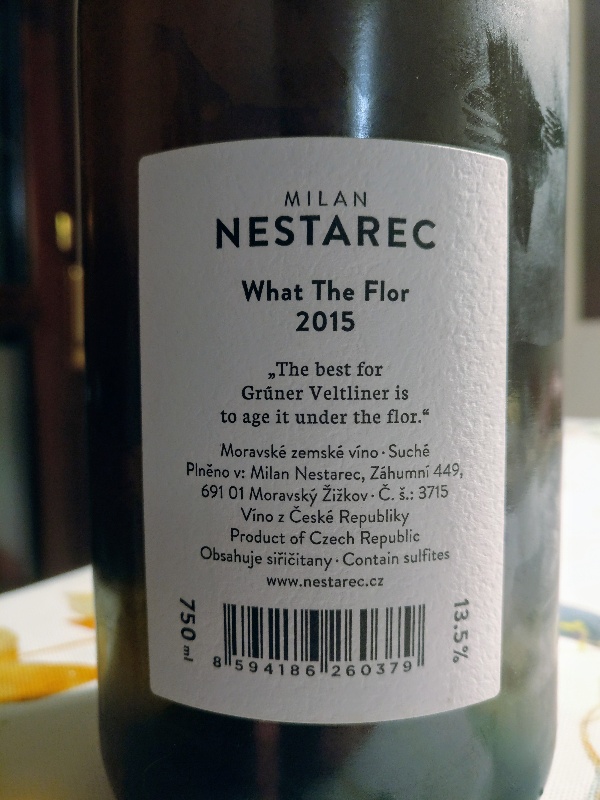 MILAN
NESTAREC
What The Flor
2015
„The best for
Grűner Veltliner is
to age it under the flor.“
Moravské zemské víno · Suché
Plněno v: Milan Nestarec, Záhumní 449,
691 01 Moravský Žižkov · Č. š.: 3715
Víno z České Republiky
Product of Czech Republic
Obsahuje siřičitany · Contain sulfites
www.nestarec.cz
750 ml
13.5%
8 594186 260379